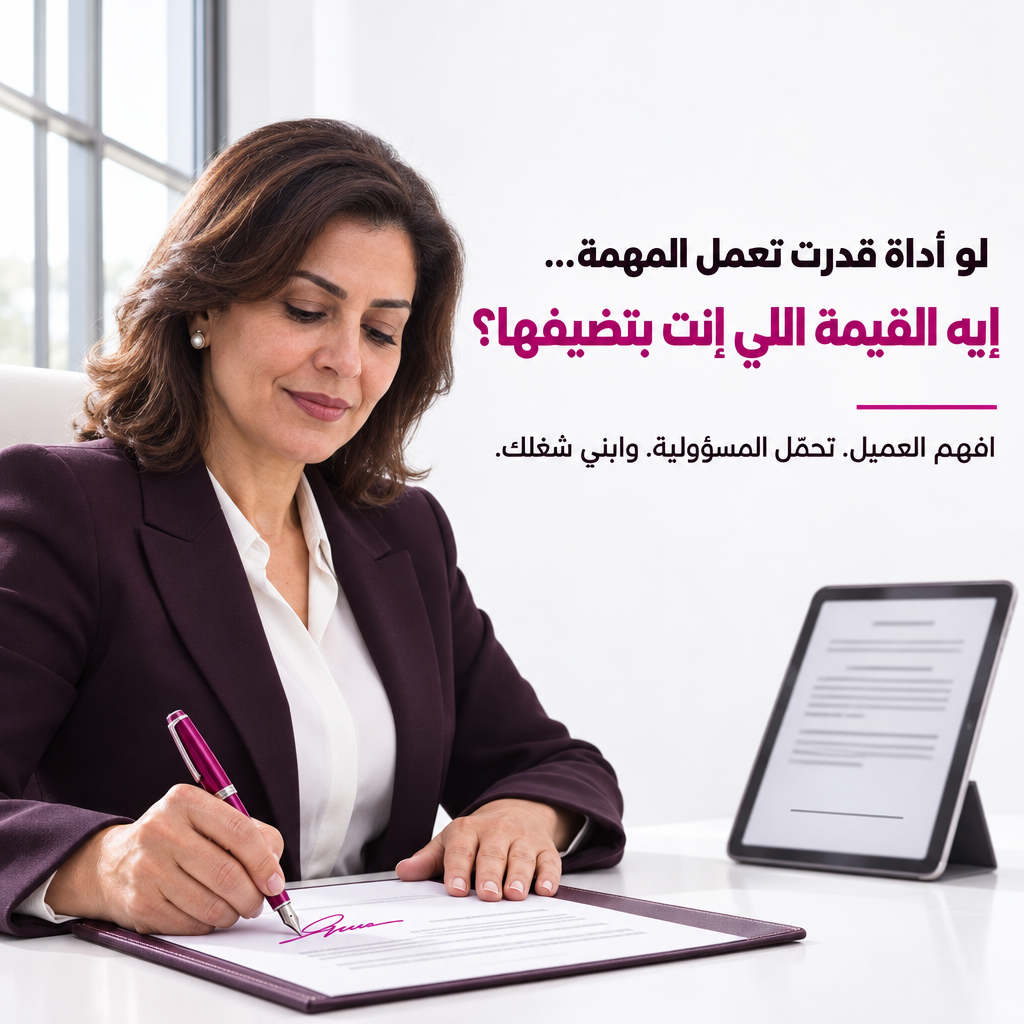 لو أداة قدرت تعمل المهمة...
إيه القيمة اللي إنت بتضيفها؟
افهم العميل. تحمّل المسؤولية. وابني شغلك.